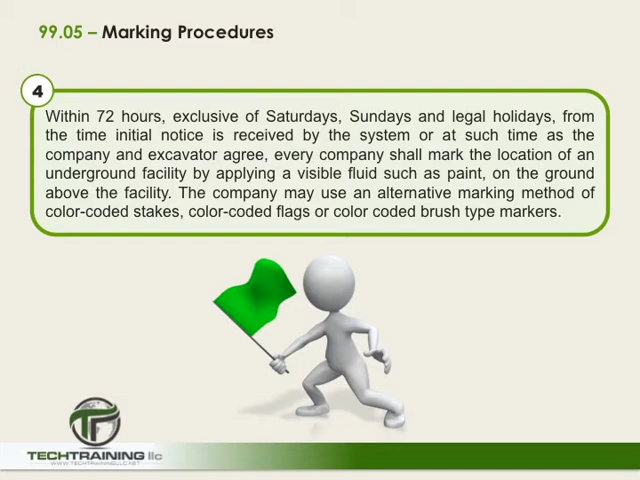 99.05 – Marking Procedures
4
Within 72 hours, exclusive of Saturdays, Sundays and legal holidays, from
the time initial notice is received by the system or at such time as the
company and excavator agree, every company shall mark the location of an
underground facility by applying a visible fluid such as paint, on the ground
above the facility. The company may use an alternative marking method of
color-coded stakes, color-coded flags or color coded brush type markers.
TECHTRAINING llc
WWW.TECHTRAININGLLC.NET